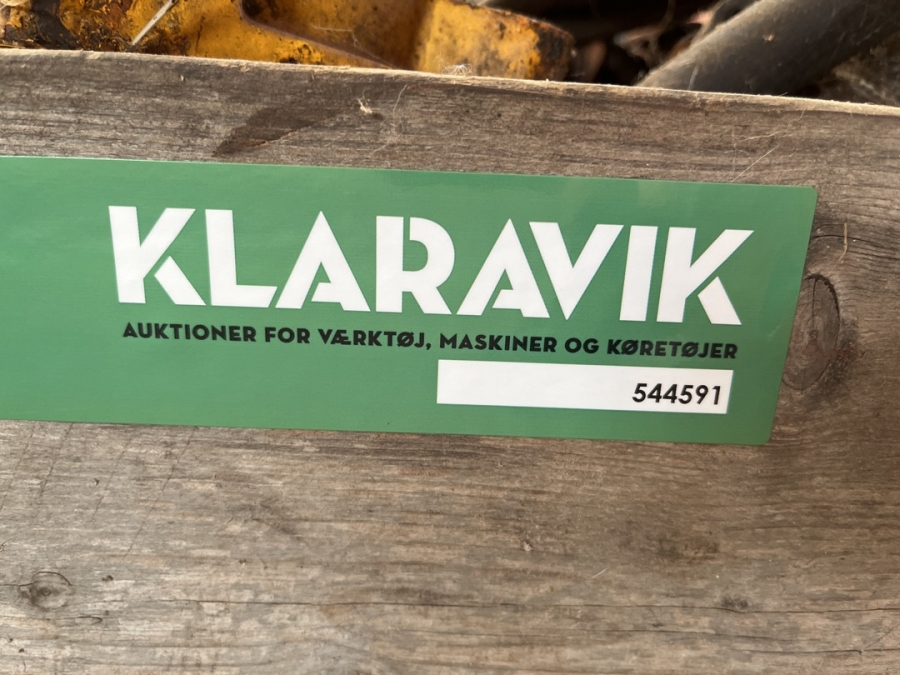 KLARAVIK
AUKTIONER FOR VÆRKTØJ, MASKINER OG KØRETØJER
544591